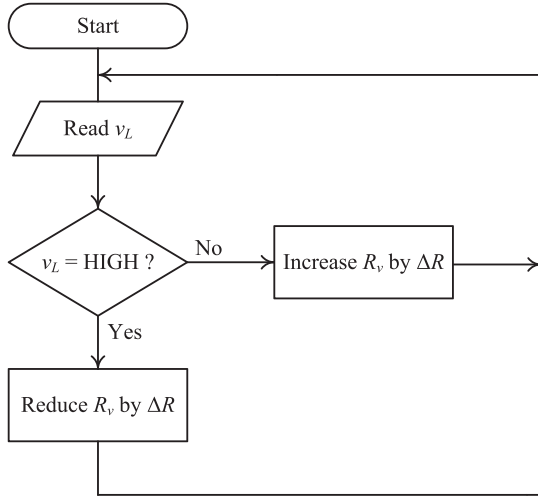 Start
Read v_L
v_L = HIGH ?
No
Increase R_v by ΔR
Yes
Reduce R_v by ΔR